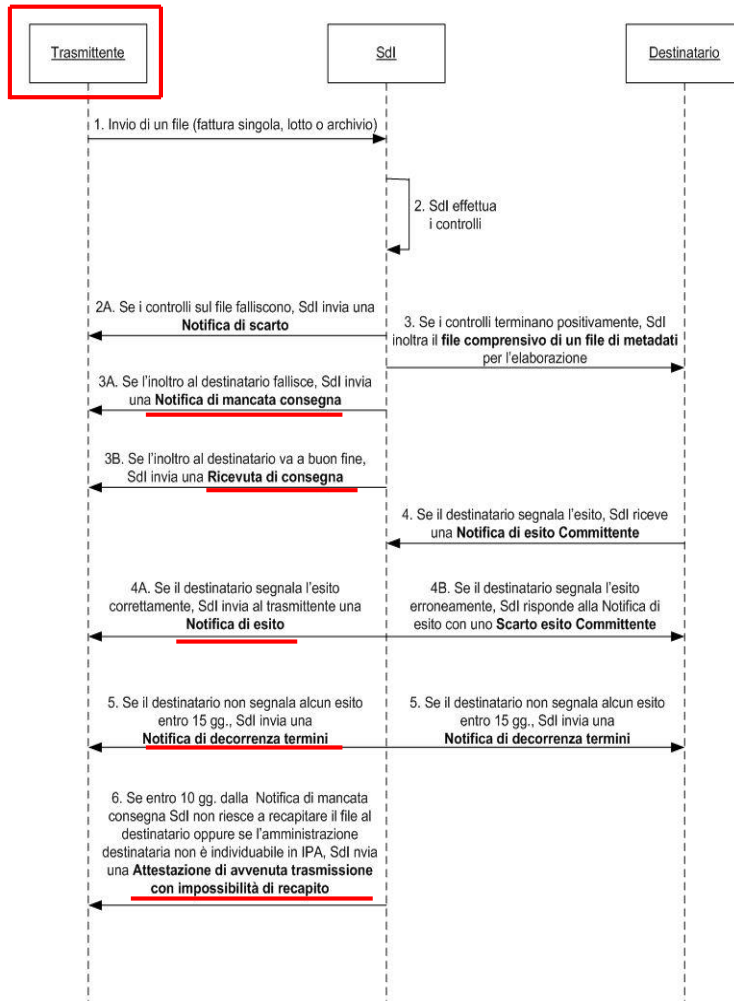 Trasmittente
SdI
Destinatario
1. Invio di un file (fattura singola, lotto o archivio)
2. SdI effettua
i controlli
2A. Se i controlli sul file falliscono, SdI invia una
Notifica di scarto
3. Se i controlli terminano positivamente, SdI
inoltra il file comprensivo di un file di metadati
per l'elaborazione
3A. Se l'inoltro al destinatario fallisce, SdI invia
una Notifica di mancata consegna
3B. Se l'inoltro al destinatario va a buon fine,
SdI invia una Ricevuta di consegna
4. Se il destinatario segnala l'esito, SdI riceve
una Notifica di esito Committente
4A. Se il destinatario segnala l'esito
correttamente, SdI invia al trasmittente una
Notifica di esito
4B. Se il destinatario segnala l'esito
erroneamente, SdI risponde alla Notifica di
esito con uno Scarto esito Committente
5. Se il destinatario non segnala alcun esito
entro 15 gg., SdI invia una
Notifica di decorrenza termini
5. Se il destinatario non segnala alcun esito
entro 15 gg., SdI invia una
Notifica di decorrenza termini
6. Se entro 10 gg. dalla Notifica di mancata
consegna SdI non riesce a recapitare il file al
destinatario oppure se l'amministrazione
destinataria non è individuabile in IPA, SdI nvia
una Attestazione di avvenuta trasmissione
con impossibilità di recapito